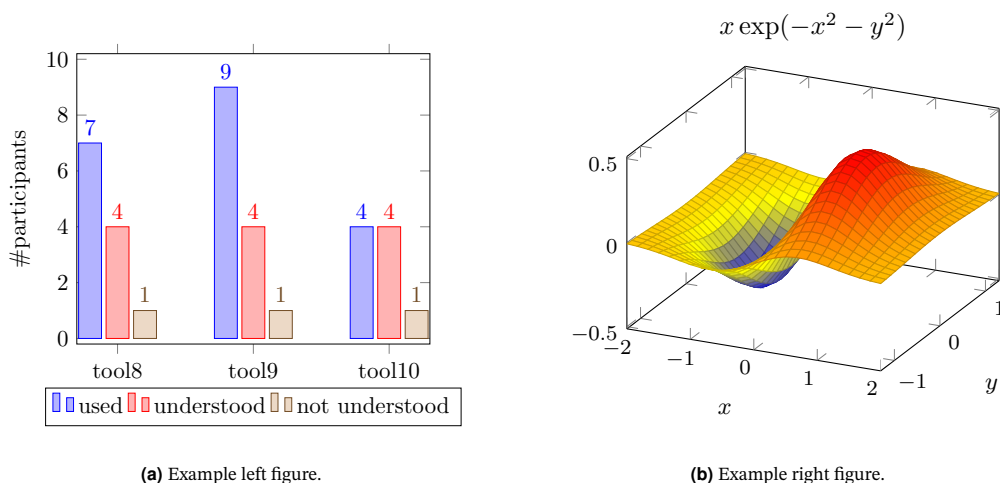 #participants
10
8
6
4
2
0
7
4
1
9
4
1
4
4
1
tool8 tool9 tool10
used understood not understood
(a) Example left figure.
x exp(−x² − y²)
0.5
0
−0.5
−2 −1 0 1 2
x
−1 0 1
y
(b) Example right figure.